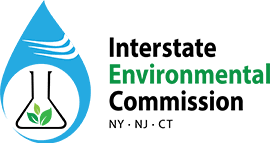 Interstate
Environmental
Commission
NY · NJ · CT